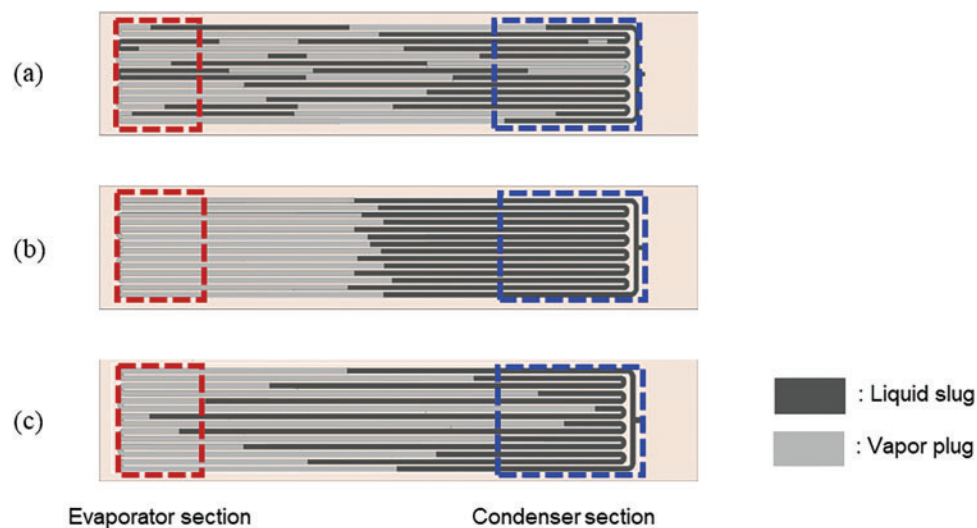 (a)
(b)
(c)
: Liquid slug
: Vapor plug
Evaporator section
Condenser section